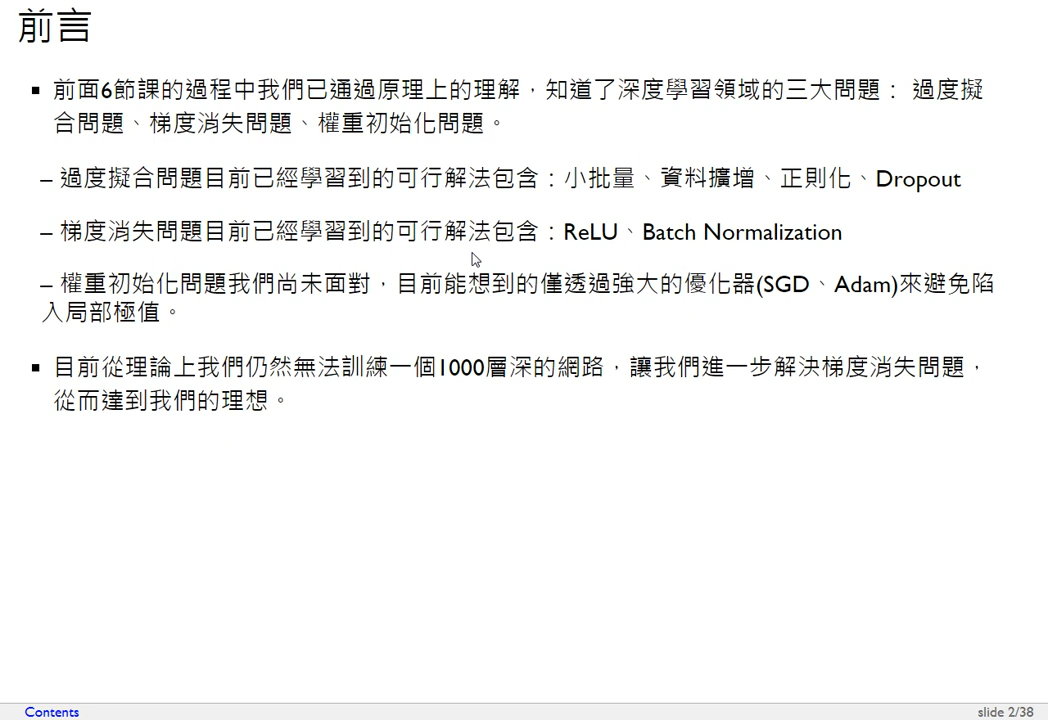 前言
▪ 前面6節課的過程中我們已通過原理上的理解，知道了深度學習領域的三大問題： 過度擬
合問題、梯度消失問題、權重初始化問題。
– 過度擬合問題目前已經學習到的可行解法包含：小批量、資料擴增、正則化、Dropout
– 梯度消失問題目前已經學習到的可行解法包含：ReLU、Batch Normalization
– 權重初始化問題我們尚未面對，目前能想到的僅透過強大的優化器(SGD、Adam)來避免陷
入局部極值。
▪ 目前從理論上我們仍然無法訓練一個1000層深的網路，讓我們進一步解決梯度消失問題，
從而達到我們的理想。
Contents
slide 2/38